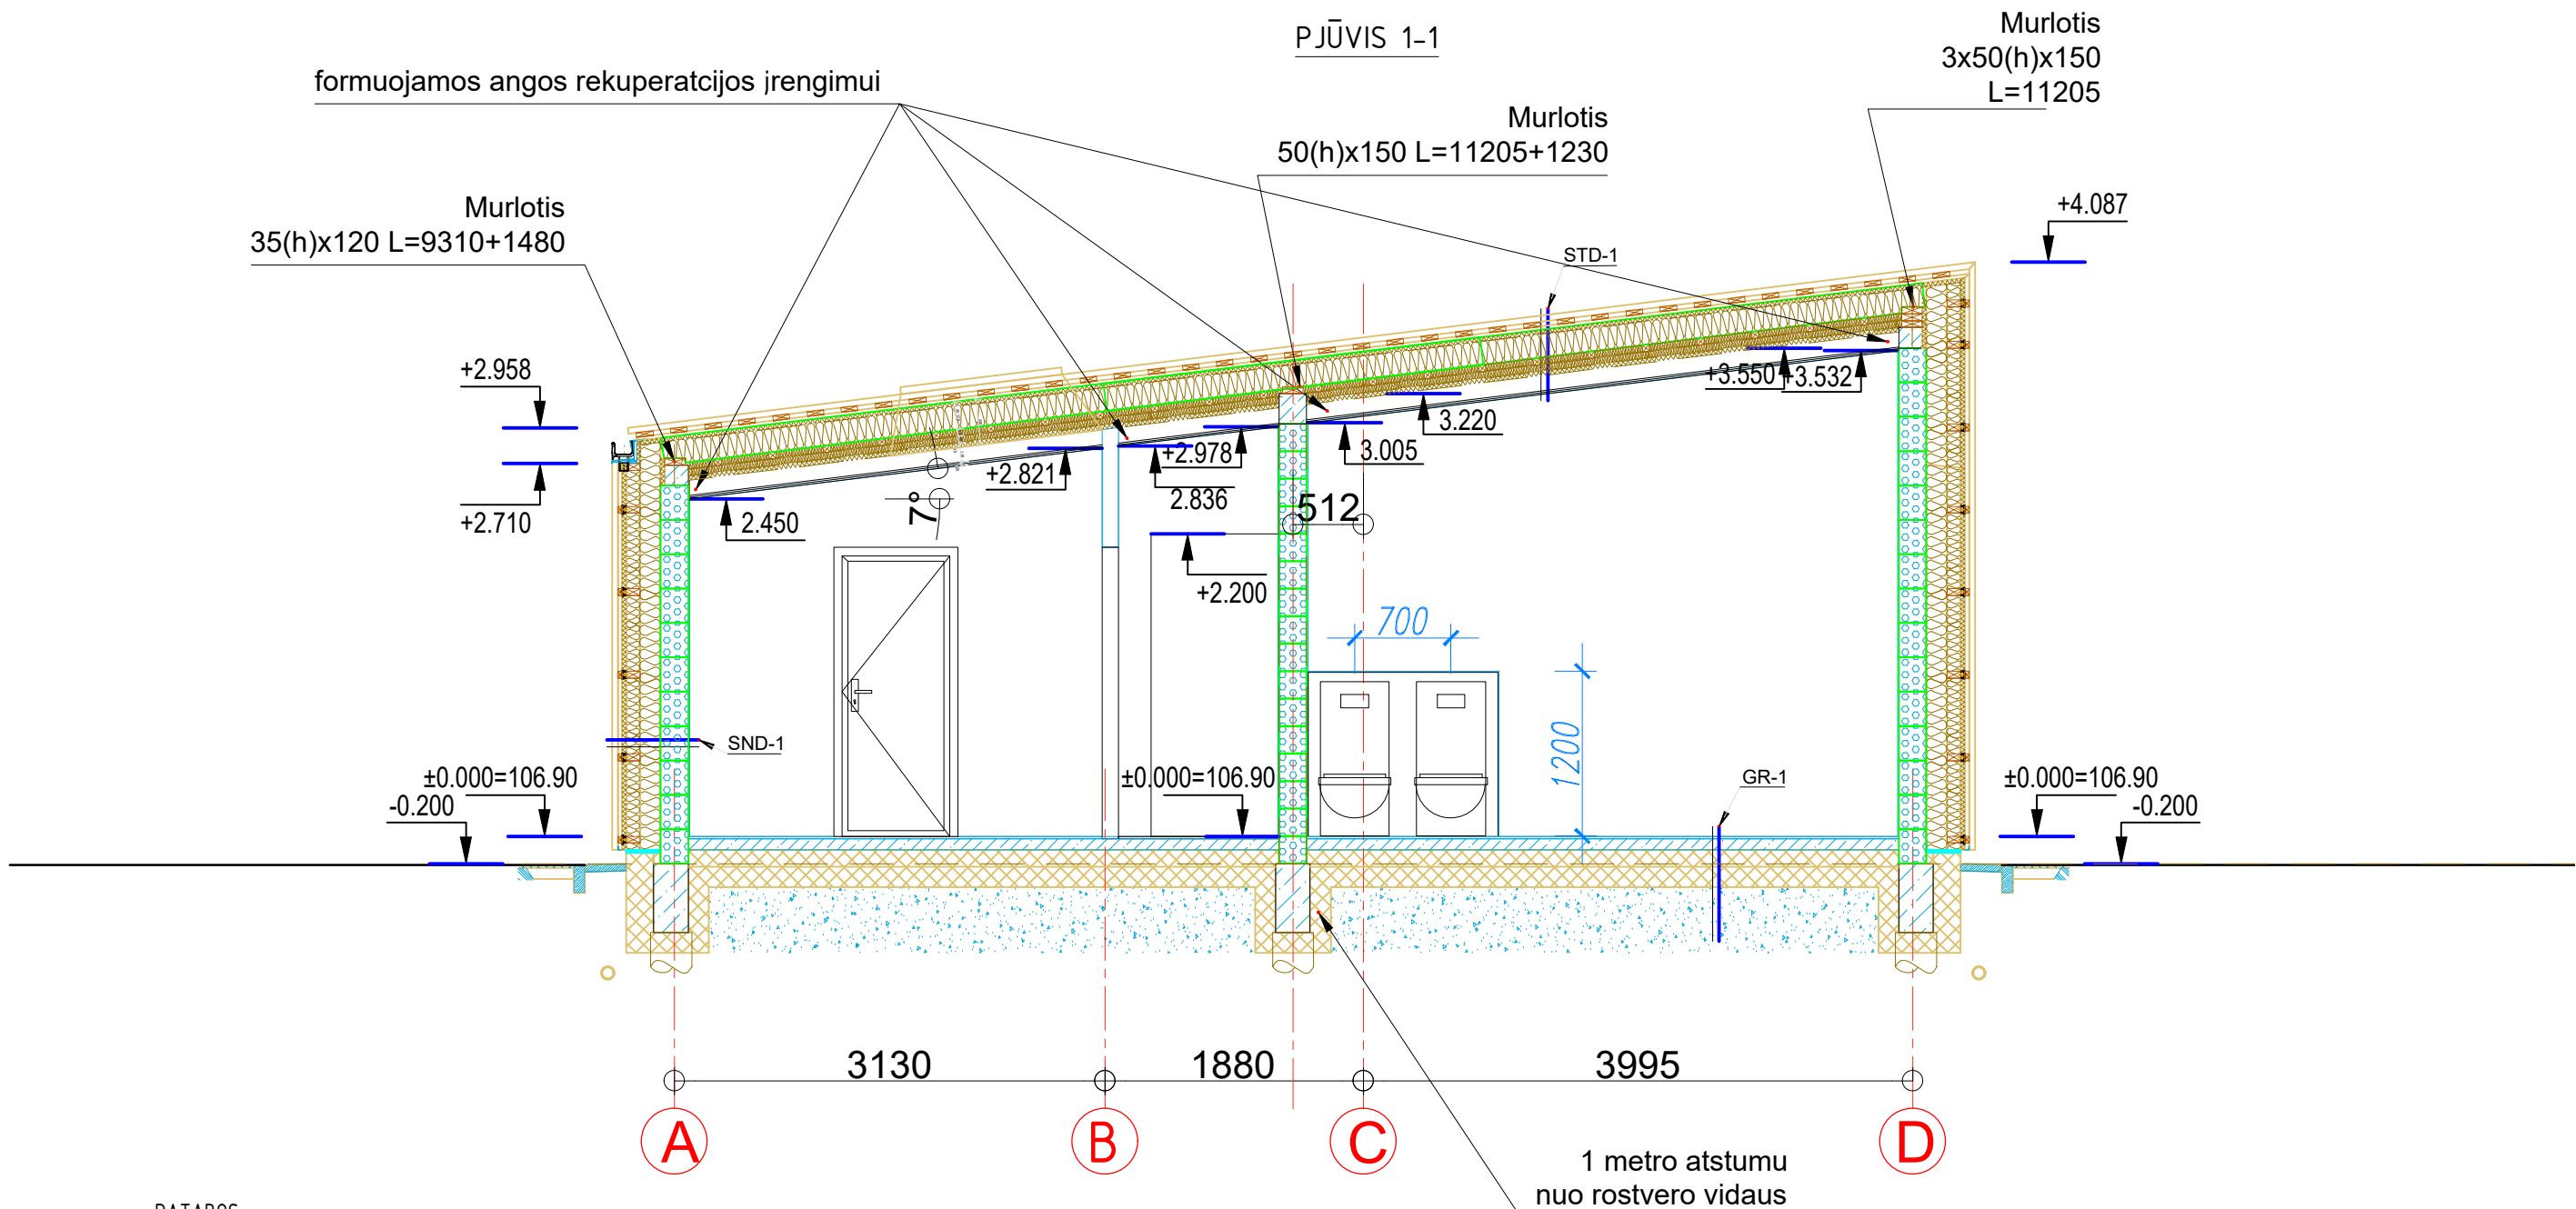 PJŪVIS 1-1
Murlotis
3x50(h)x150
L=11205
formuojamos angos rekuperatcijos įrengimui
Murlotis
50(h)x150 L=11205+1230
Murlotis
35(h)x120 L=9310+1480
+4.087
STD-1
+2.958
+3.550
+3.532
3.220
+2.978
3.005
+2.821
2.836
+2.710
2.450
7°
512
+2.200
700
1200
SND-1
GR-1
±0.000=106.90
-0.200
±0.000=106.90
±0.000=106.90
-0.200
3130
1880
3995
A
B
C
D
1 metro atstumu
nuo rostvero vidaus